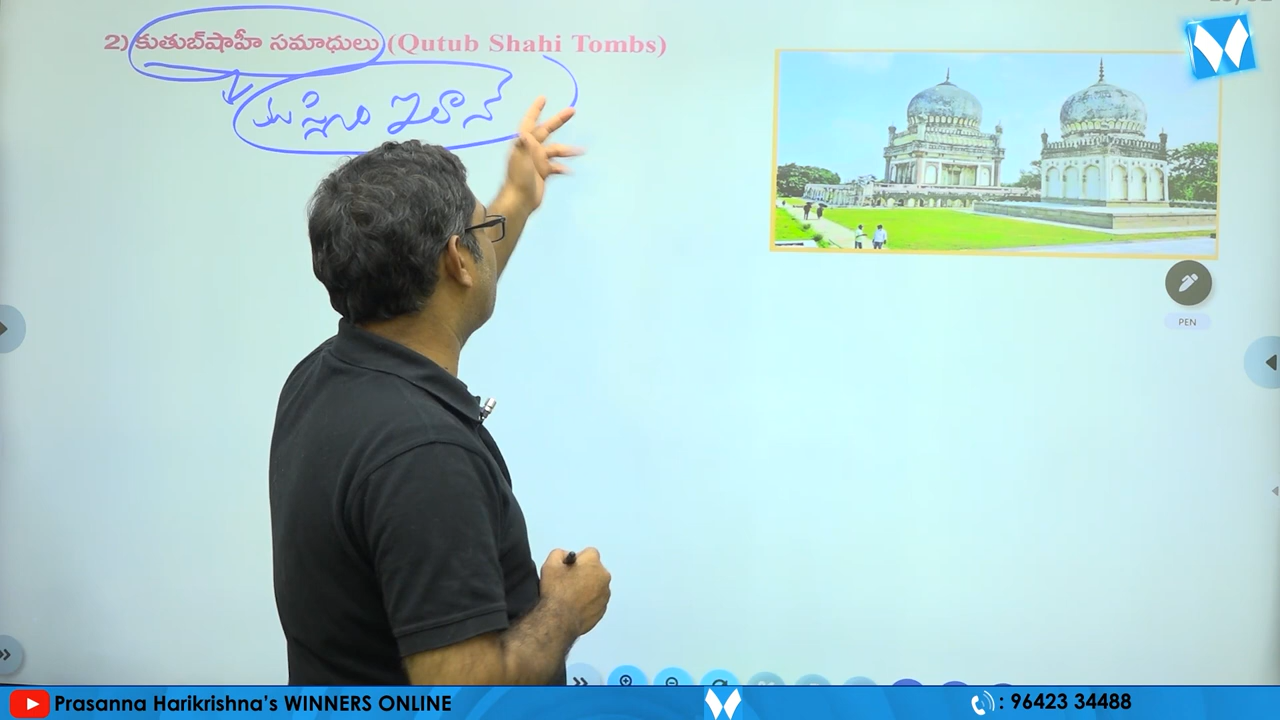 2) కుతుబ్‌షాహీ సమాధులు (Qutub Shahi Tombs)
PEN
Prasanna Harikrishna's WINNERS ONLINE
: 96423 34488